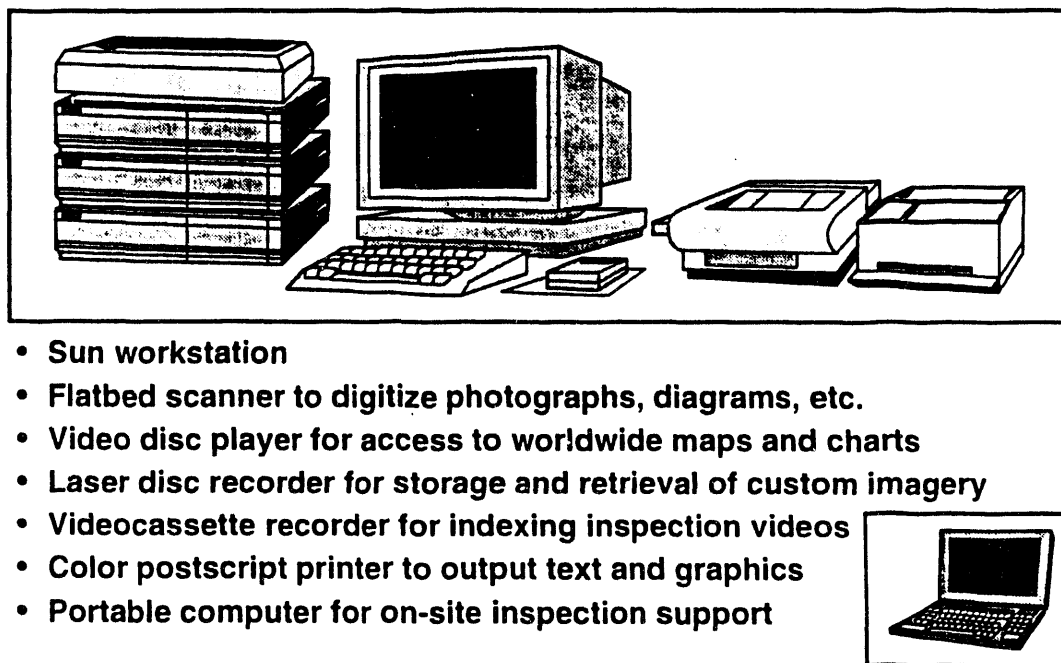 • Sun workstation
• Flatbed scanner to digitize photographs, diagrams, etc.
• Video disc player for access to worldwide maps and charts
• Laser disc recorder for storage and retrieval of custom imagery
• Videocassette recorder for indexing inspection videos
• Color postscript printer to output text and graphics
• Portable computer for on-site inspection support